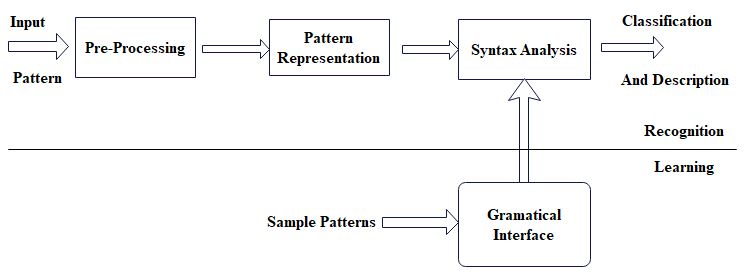 Input
Pattern
Pre-Processing
Pattern
Representation
Syntax Analysis
Classification
And Description
Recognition
Learning
Sample Patterns
Gramatical
Interface